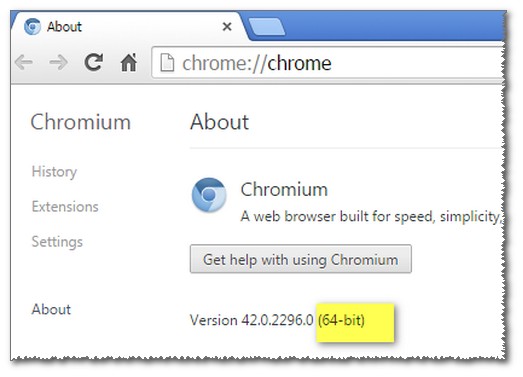 About
chrome://chrome
Chromium
About
History
Extensions
Settings
About
Chromium
A web browser built for speed, simplicity,
Get help with using Chromium
Version 42.0.2296.0 (64-bit)